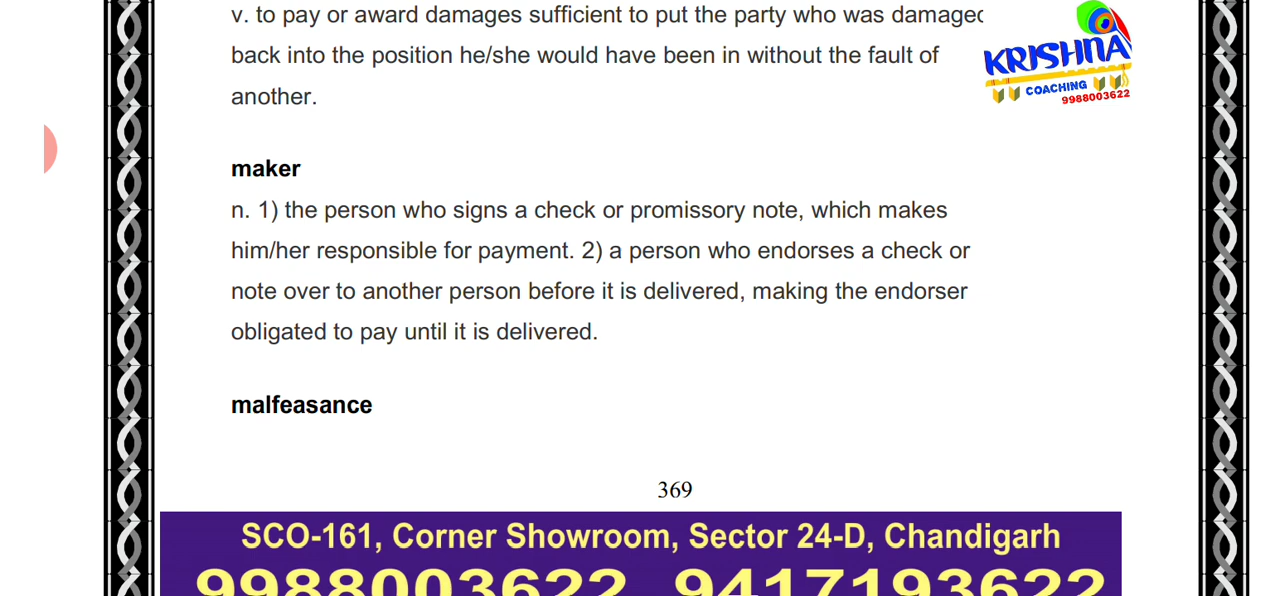 v. to pay or award damages sufficient to put the party who was damaged
back into the position he/she would have been in without the fault of
another.
KRISHNA
COACHING
9988003622
maker
n. 1) the person who signs a check or promissory note, which makes
him/her responsible for payment. 2) a person who endorses a check or
note over to another person before it is delivered, making the endorser
obligated to pay until it is delivered.
malfeasance
369
SCO-161, Corner Showroom, Sector 24-D, Chandigarh
9988003622 9417193622